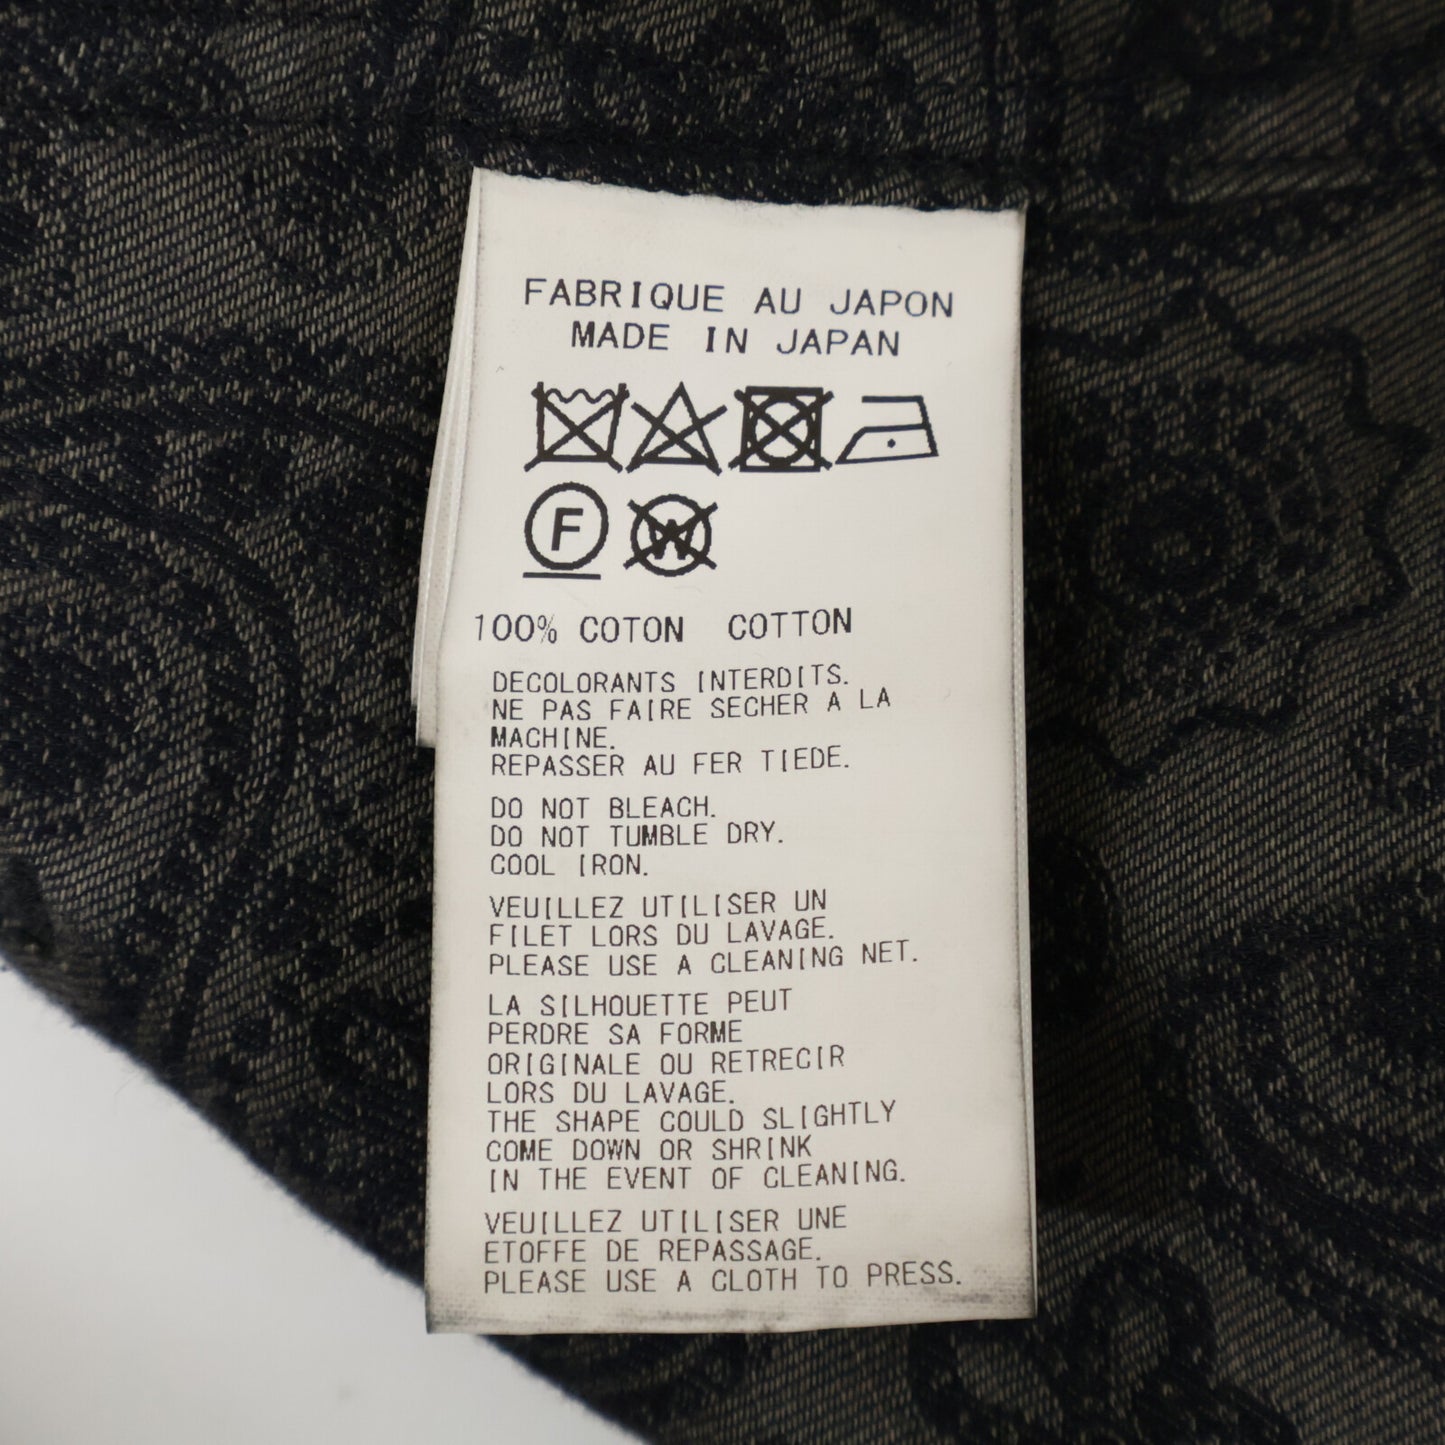 FABRIQUE AU JAPON
MADE IN JAPAN
F
W
100% COTON COTTON
DECOLORANTS INTERDITS.
NE PAS FAIRE SECHER A LA
MACHINE.
REPASSER AU FER TIEDE.
DO NOT BLEACH.
DO NOT TUMBLE DRY.
COOL IRON.
VEUILLEZ UTILISER UN
FILET LORS DU LAVAGE.
PLEASE USE A CLEANING NET.
LA SILHOUETTE PEUT
PERDRE SA FORME
ORIGINALE OU RETRECIR
LORS DU LAVAGE.
THE SHAPE COULD SLIGHTLY
COME DOWN OR SHRINK
IN THE EVENT OF CLEANING.
VEUILLEZ UTILISER UNE
ETOFFE DE REPASSAGE.
PLEASE USE A CLOTH TO PRESS.